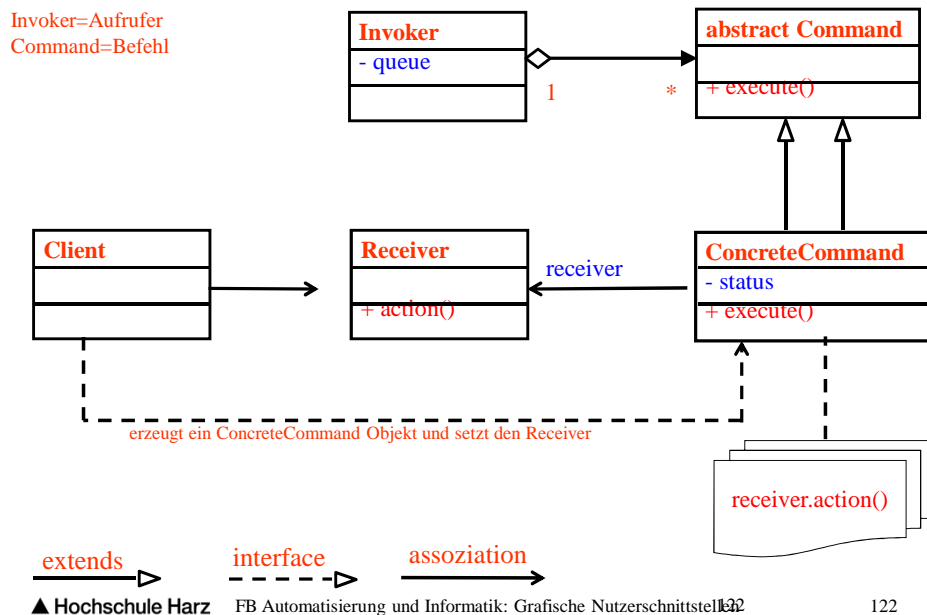 Invoker=Aufrufer
Command=Befehl
Invoker
- queue
1
*
abstract Command
+ execute()
Client
Receiver
+ action()
receiver
ConcreteCommand
- status
+ execute()
erzeugt ein ConcreteCommand Objekt und setzt den Receiver
receiver.action()
extends
interface
assoziation
Hochschule Harz
FB Automatisierung und Informatik: Grafische Nutzerschnittstellen
122
122